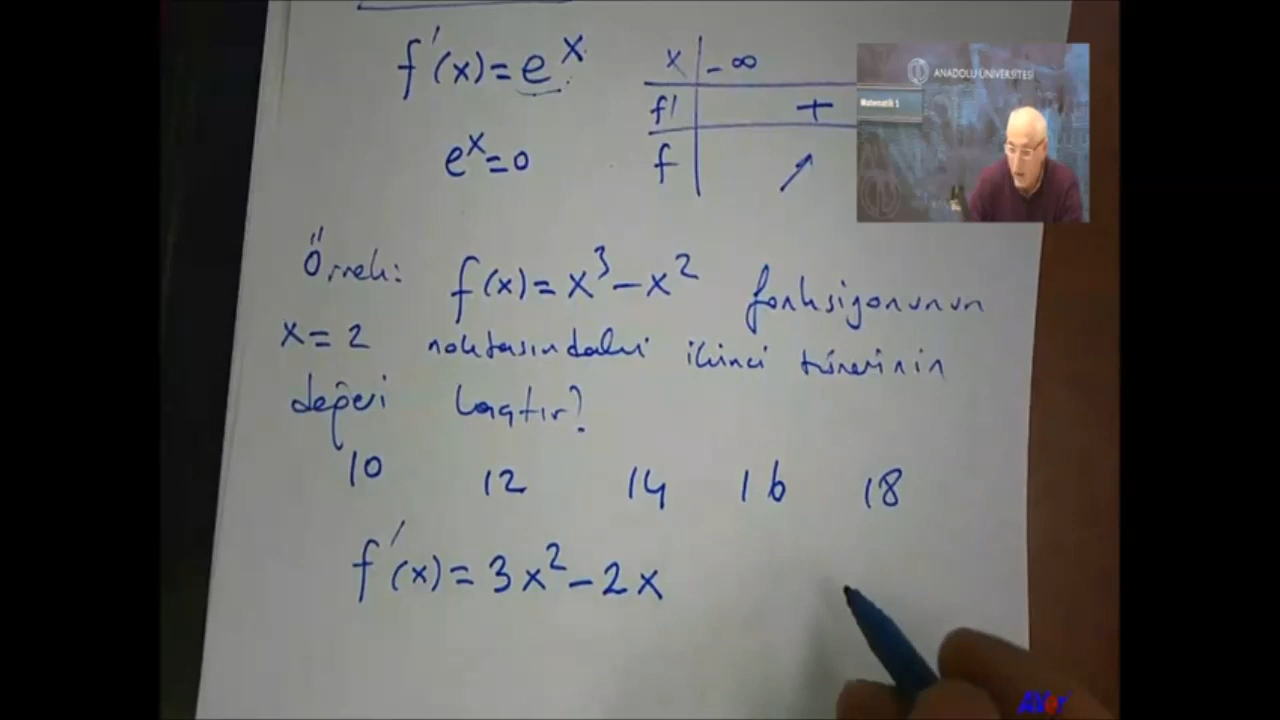 f'(x) = e^x
e^x = 0
x | -∞
f' | +
f | ↗
ANADOLU ÜNİVERSİTESİ
Matematik 1
Örnek: f(x) = x^3 - x^2 fonksiyonunun
x = 2 noktasındaki ikinci türevinin
değeri kaçtır?
10 12 14 16 18
f'(x) = 3x^2 - 2x